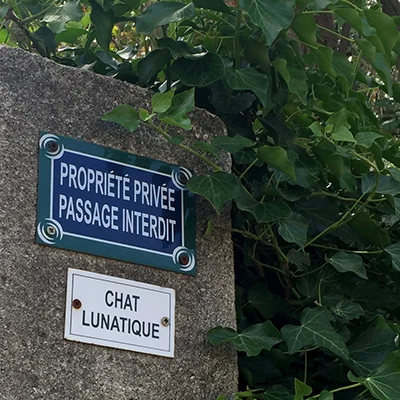 PROPRIÉTÉ PRIVÉE
PASSAGE INTERDIT
CHAT
LUNATIQUE